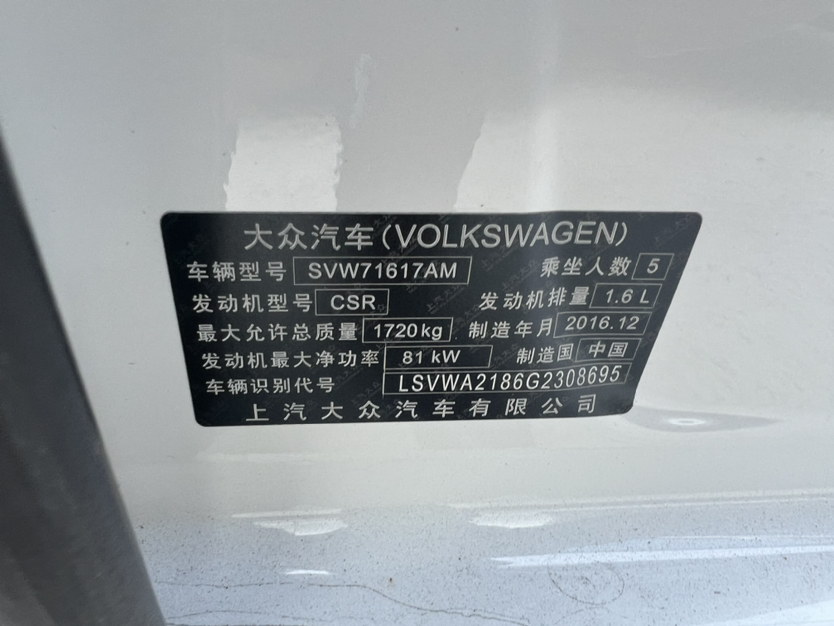 大众汽车(VOLKSWAGEN)
车辆型号 SVW71617AM 乘坐人数 5
发动机型号 CSR 发动机排量 1.6 L
最大允许总质量 1720kg 制造年月 2016.12
发动机最大净功率 81 kW 制造国 中国
车辆识别代号 LSVWA2186G2308695
上汽大众汽车有限公司